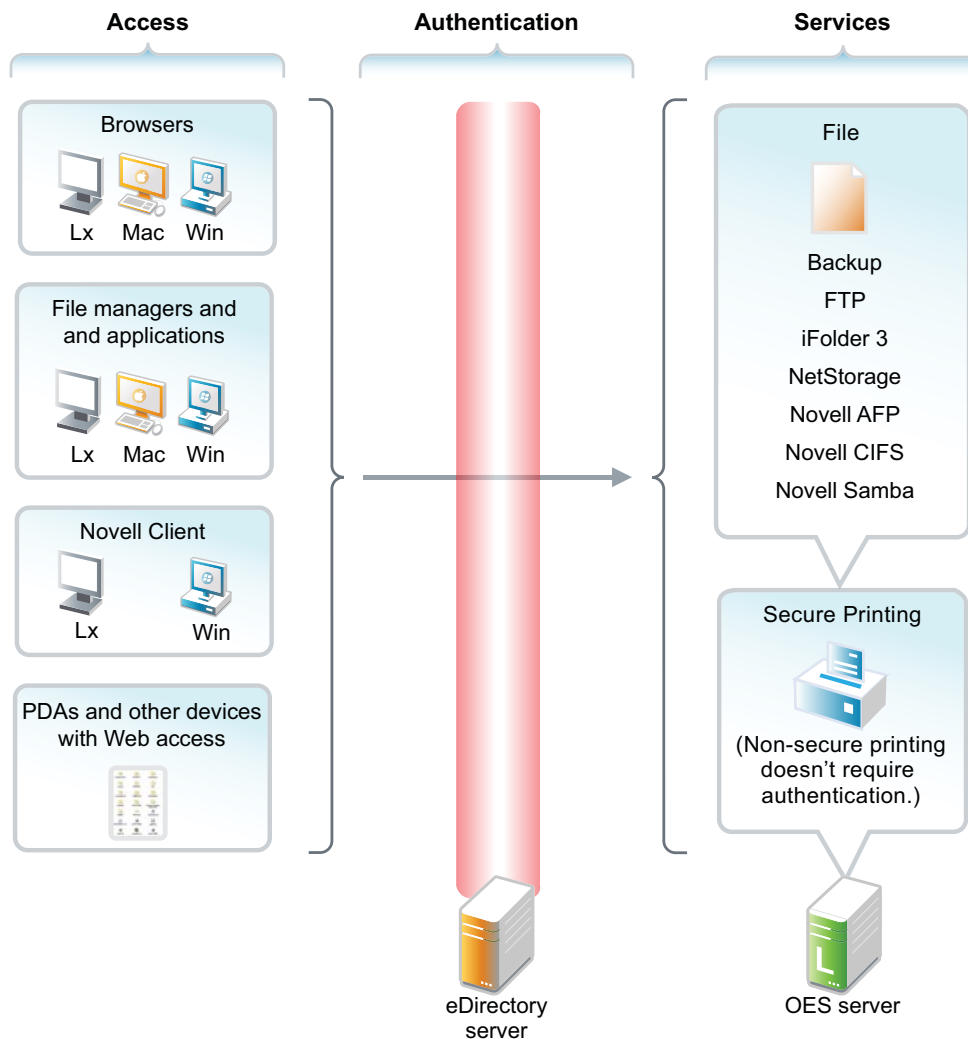 Access
Authentication
Services
Browsers
Lx Mac Win
File managers and
and applications
Lx Mac Win
Novell Client
Lx Win
PDAs and other devices
with Web access
File
Backup
FTP
iFolder 3
NetStorage
Novell AFP
Novell CIFS
Novell Samba
Secure Printing
(Non-secure printing
doesn't require
authentication.)
eDirectory
server
L
OES server